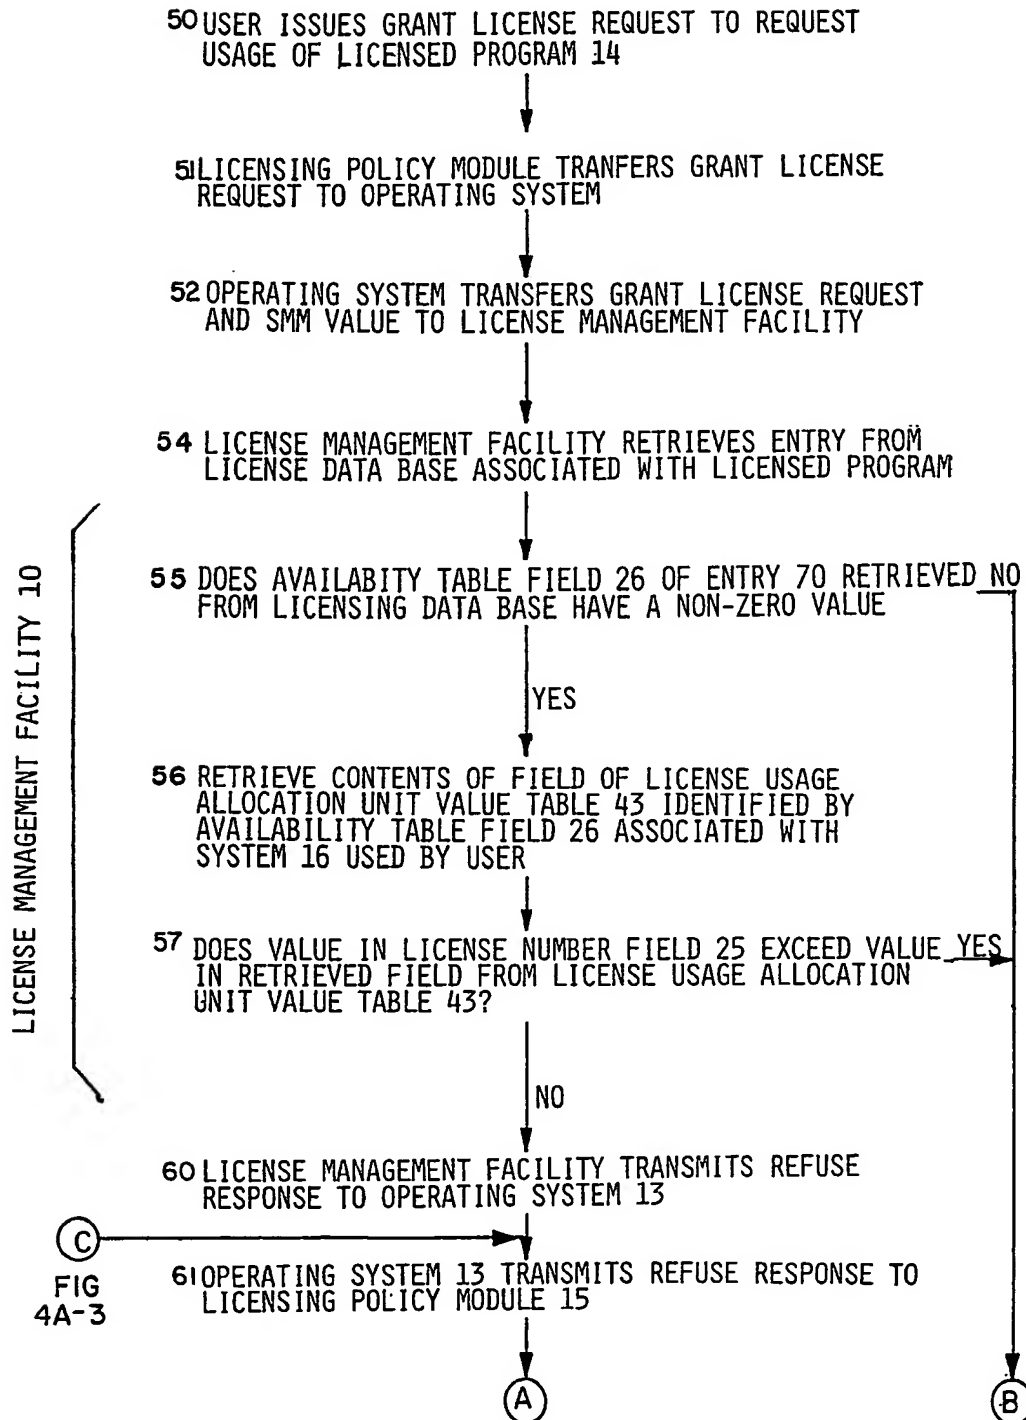 50 USER ISSUES GRANT LICENSE REQUEST TO REQUEST
USAGE OF LICENSED PROGRAM 14
51 LICENSING POLICY MODULE TRANFERS GRANT LICENSE
REQUEST TO OPERATING SYSTEM
52 OPERATING SYSTEM TRANSFERS GRANT LICENSE REQUEST
AND SMM VALUE TO LICENSE MANAGEMENT FACILITY
54 LICENSE MANAGEMENT FACILITY RETRIEVES ENTRY FROM
LICENSE DATA BASE ASSOCIATED WITH LICENSED PROGRAM
LICENSE MANAGEMENT FACILITY 10
55 DOES AVAILABITY TABLE FIELD 26 OF ENTRY 70 RETRIEVED NO
FROM LICENSING DATA BASE HAVE A NON-ZERO VALUE
YES
56 RETRIEVE CONTENTS OF FIELD OF LICENSE USAGE
ALLOCATION UNIT VALUE TABLE 43 IDENTIFIED BY
AVAILABILITY TABLE FIELD 26 ASSOCIATED WITH
SYSTEM 16 USED BY USER
57 DOES VALUE IN LICENSE NUMBER FIELD 25 EXCEED VALUE YES
IN RETRIEVED FIELD FROM LICENSE USAGE ALLOCATION
UNIT VALUE TABLE 43?
NO
60 LICENSE MANAGEMENT FACILITY TRANSMITS REFUSE
RESPONSE TO OPERATING SYSTEM 13
C
FIG
4A-3
61 OPERATING SYSTEM 13 TRANSMITS REFUSE RESPONSE TO
LICENSING POLICY MODULE 15
A
B